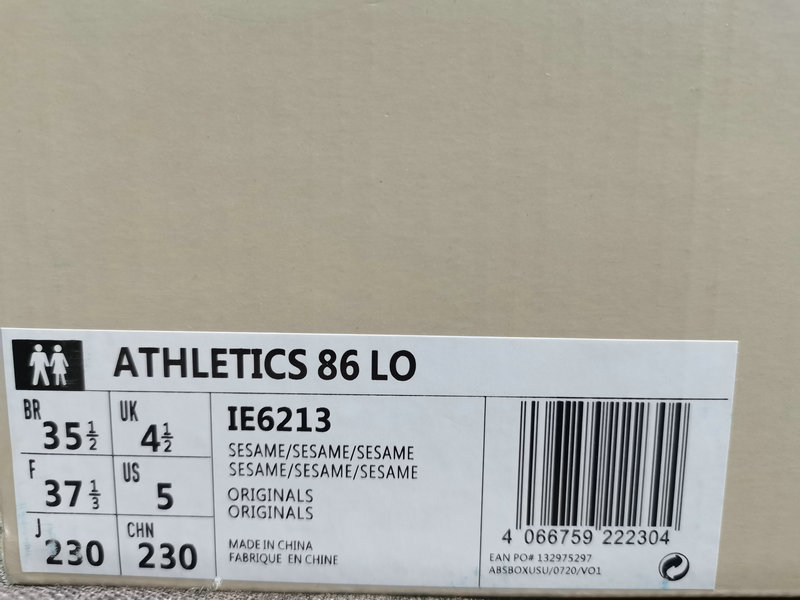 ATHLETICS 86 LO
BR 35 1/2
UK 4 1/2
F 37 1/3
US 5
J 230
CHN 230
IE6213
SESAME/SESAME/SESAME
SESAME/SESAME/SESAME
ORIGINALS
ORIGINALS
MADE IN CHINA
FABRIQUE EN CHINE
4 066759 222304
EAN PO# 132975297
ABSBOXUSU/0720/VO1